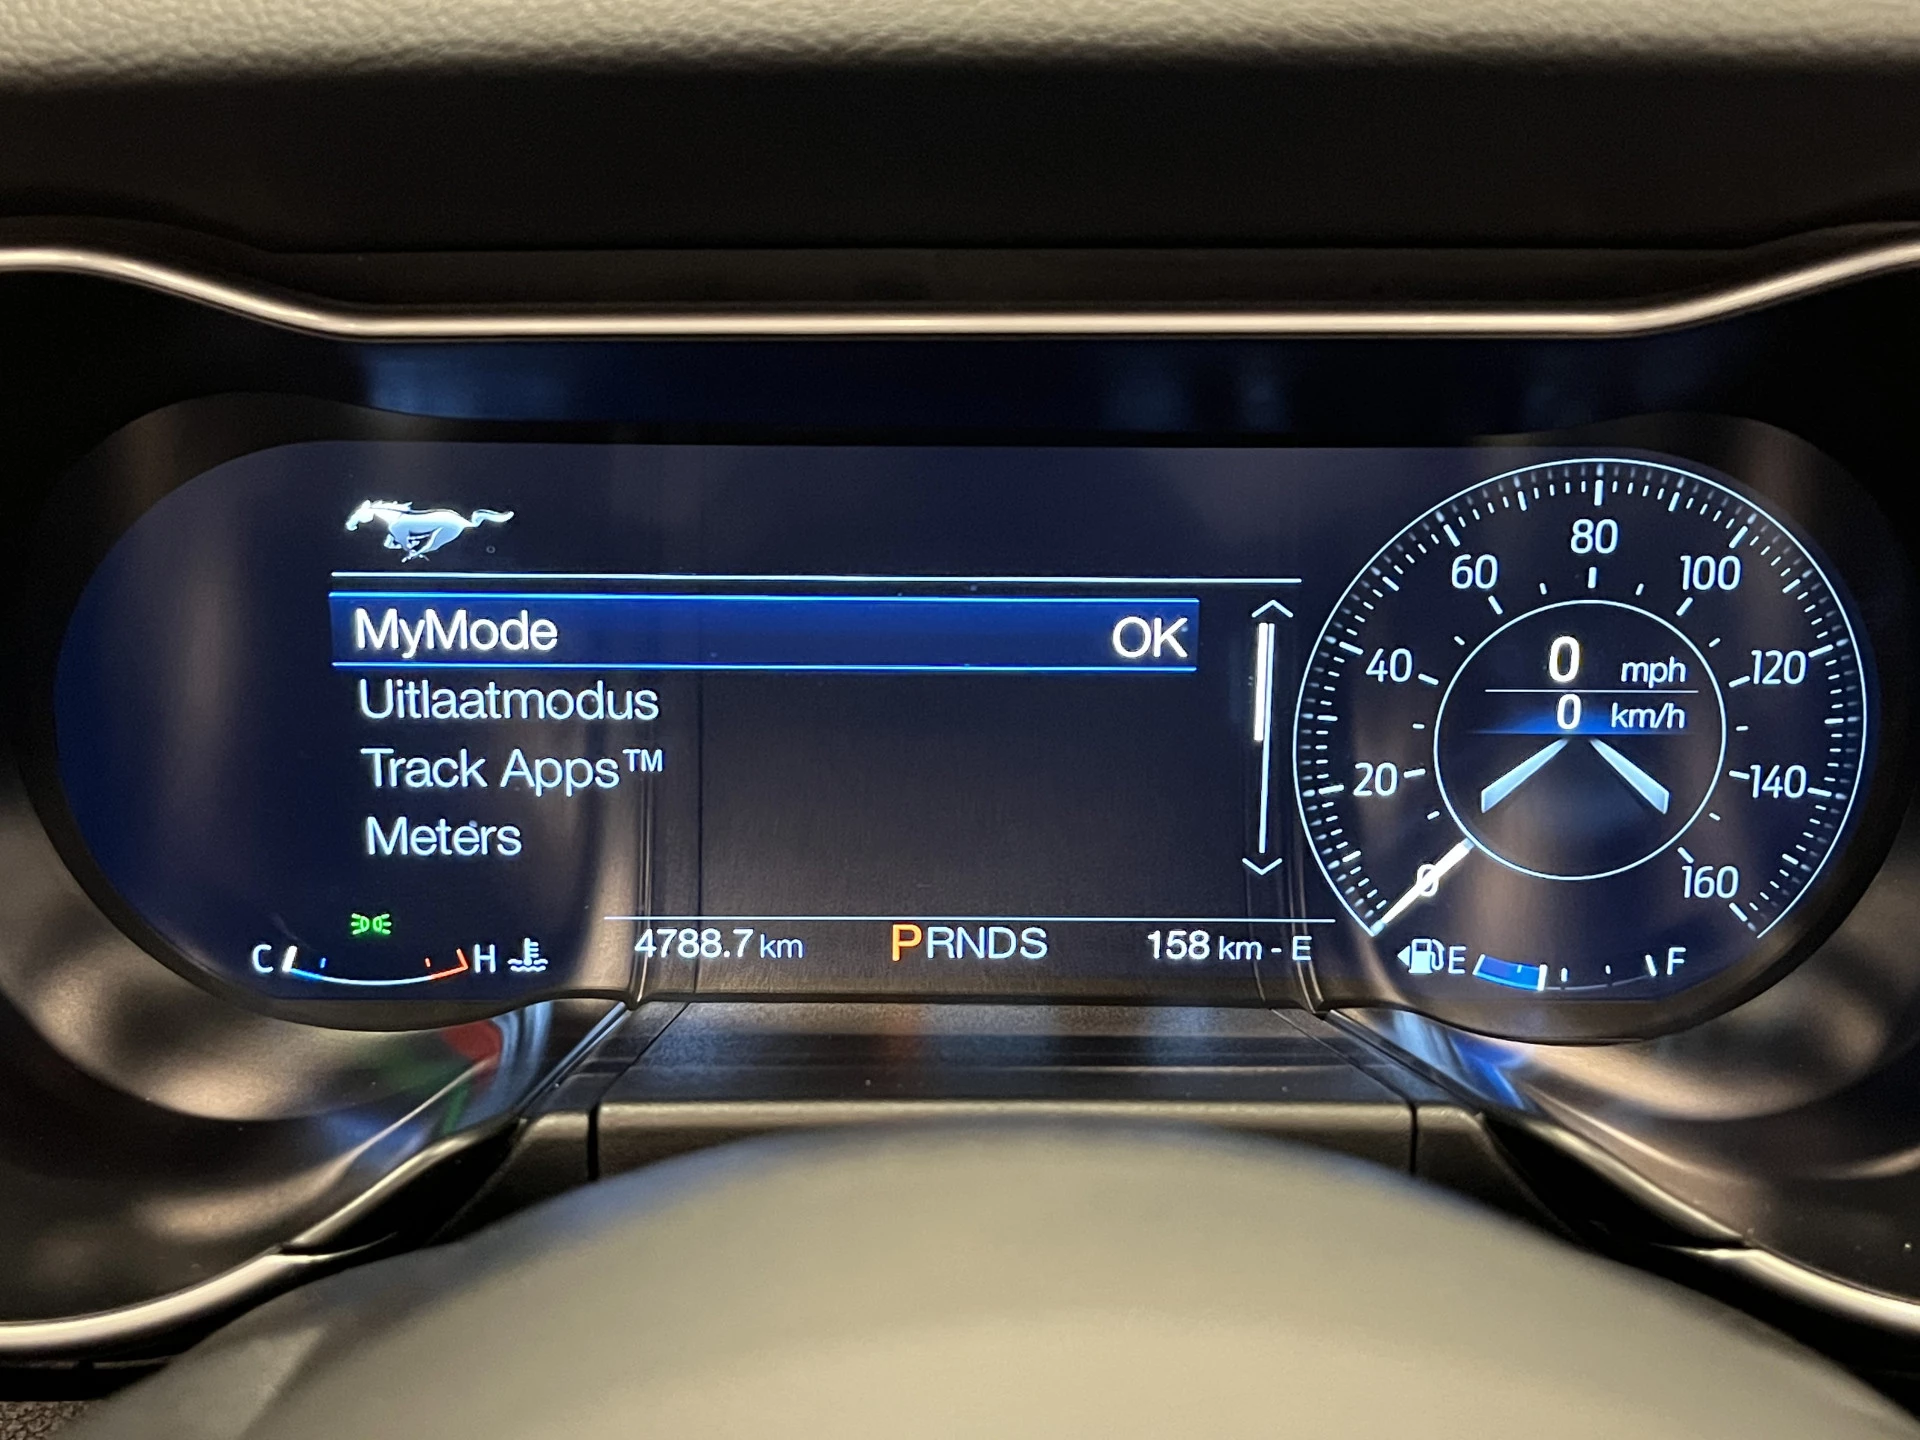 MyMode OK
Uitlaatmodus
Track Apps™
Meters
C H
4788.7 km PRNDS 158 km - E
0 20 40 60 80 100 120 140 160
0 mph
0 km/h
E F